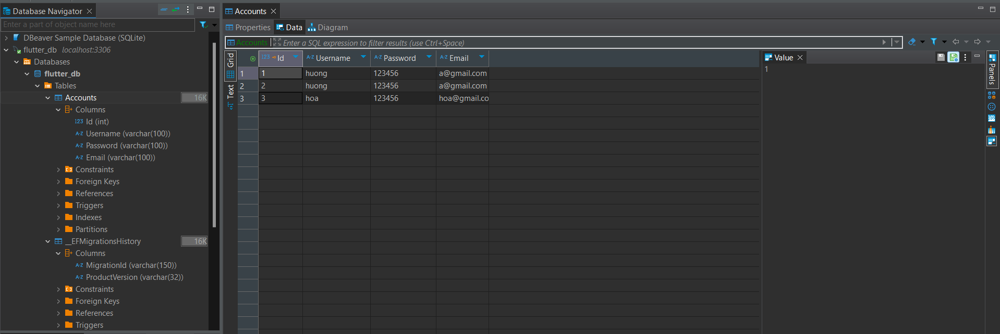 Database Navigator
Enter a part of object name here
DBeaver Sample Database (SQLite)
flutter_db localhost:3306
Databases
flutter_db
Tables
Accounts 16K
Columns
123 Id (int)
A-Z Username (varchar(100))
A-Z Password (varchar(100))
A-Z Email (varchar(100))
Constraints
Foreign Keys
References
Triggers
Indexes
Partitions
__EFMigrationsHistory 16K
Columns
A-Z MigrationId (varchar(150))
A-Z ProductVersion (varchar(32))
Constraints
Foreign Keys
References
Triggers
Accounts
Properties Data Diagram
Accounts Enter a SQL expression to filter results (use Ctrl+Space)
Grid
Text
123 Id A-Z Username A-Z Password A-Z Email
1 1 huong 123456 a@gmail.com
2 2 huong 123456 a@gmail.com
3 3 hoa 123456 hoa@gmail.co
Value
1
Panels